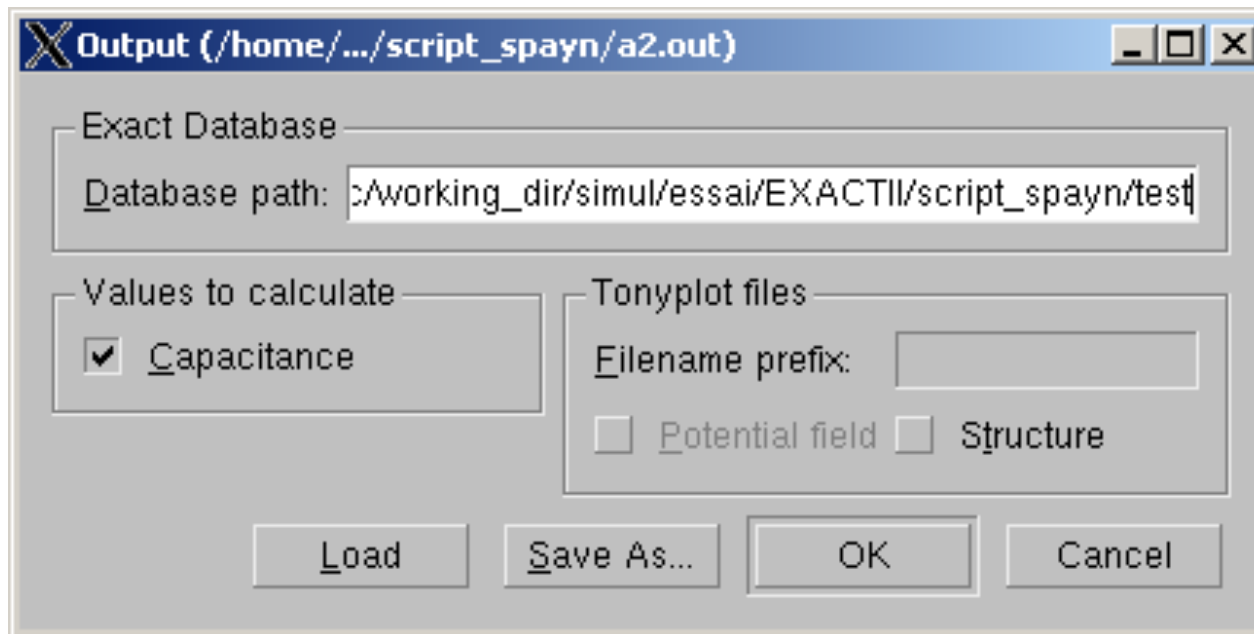 Output (/home/.../script_spayn/a2.out)
Exact Database
Database path: c/working_dir/simul/essai/EXACTII/script_spayn/test
Values to calculate
Capacitance
Tonyplot files
Filename prefix:
Potential field Structure
Load Save As... OK Cancel